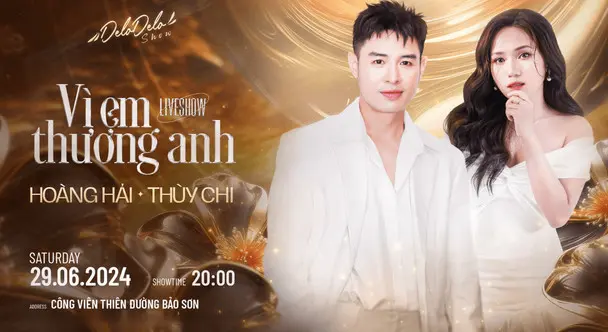 DeloDelo!
Show
Vì em
LIVESHOW
thương anh
HOÀNG HẢI • THÙY CHI
SATURDAY
29.06.2024 SHOWTIME 20:00
ADDRESS CÔNG VIÊN THIÊN ĐƯỜNG BẢO SƠN